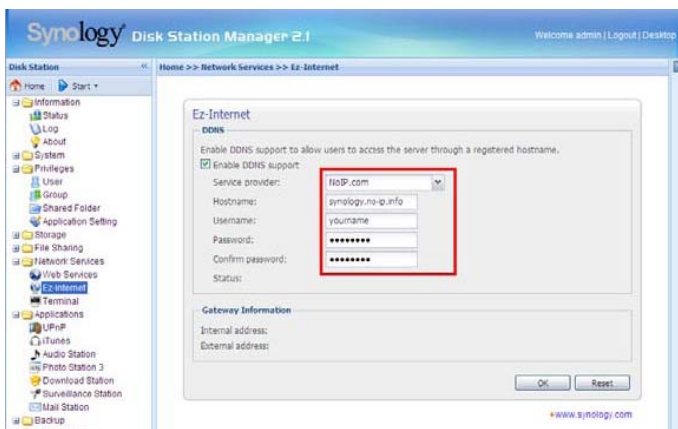 Synology Disk Station Manager 2.1
Welcome admin | Logout | Desktop
Disk Station
Home >> Network Services >> Ez-Internet
Home Start
Information
Status
Log
About
System
Privileges
User
Group
Shared Folder
Application Setting
Storage
File Sharing
Network Services
Web Services
Ez-Internet
Terminal
Applications
UPnP
iTunes
Audio Station
Photo Station 3
Download Station
Surveillance Station
Mail Station
Backup
Ez-Internet
DDNS
Enable DDNS support to allow users to access the server through a registered hostname.
Enable DDNS support
Service provider: NoIP.com
Hostname: synology.no-ip.info
Username: yourname
Password: ●●●●●●●●
Confirm password: ●●●●●●●●
Status:
Gateway Information
Internal address:
External address:
OK Reset
www.synology.com